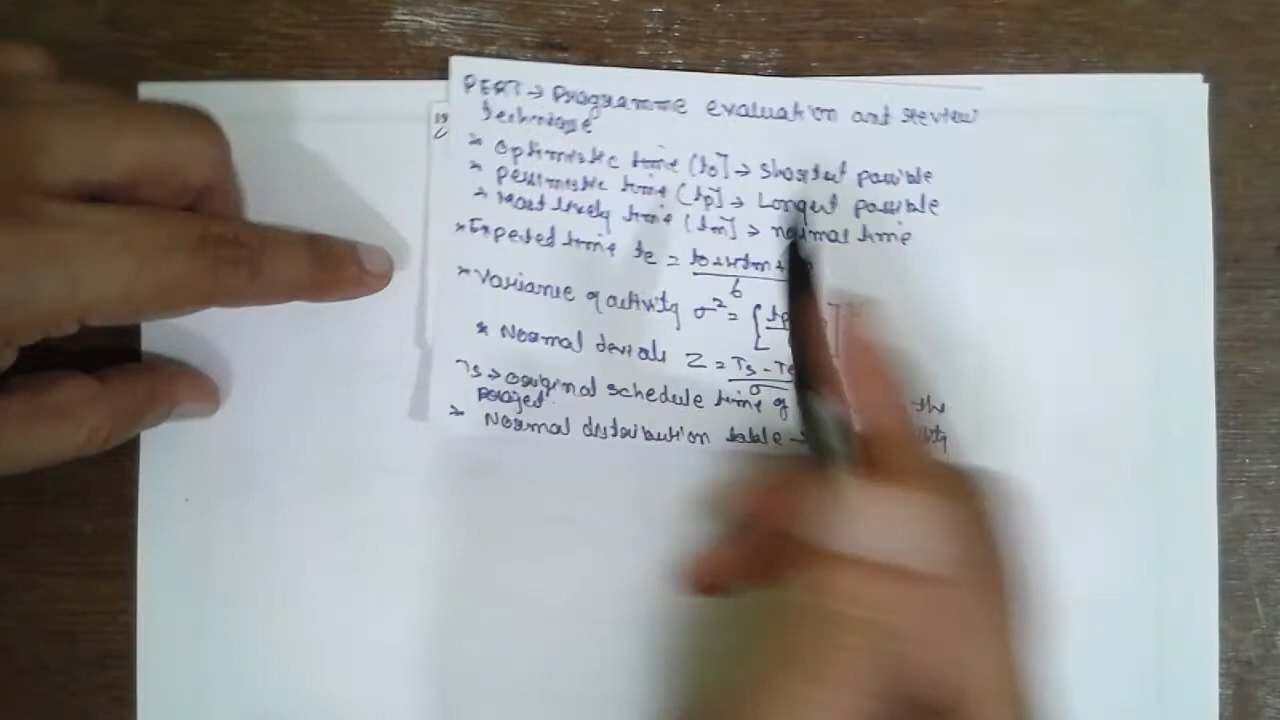 PERT → Programme evaluation and Review
technique
* Optimistic time (to] → shortest possible
* Pessimistic time (tp] → Longest possible
* Most likely time [tm] → normal time
* Expected time te = to+4tm+
6
* Variance of activity σ² = [tp
* Normal deviate Z = Ts - Te
σ
Ts → original schedule time of the
project
* Normal distribution table →